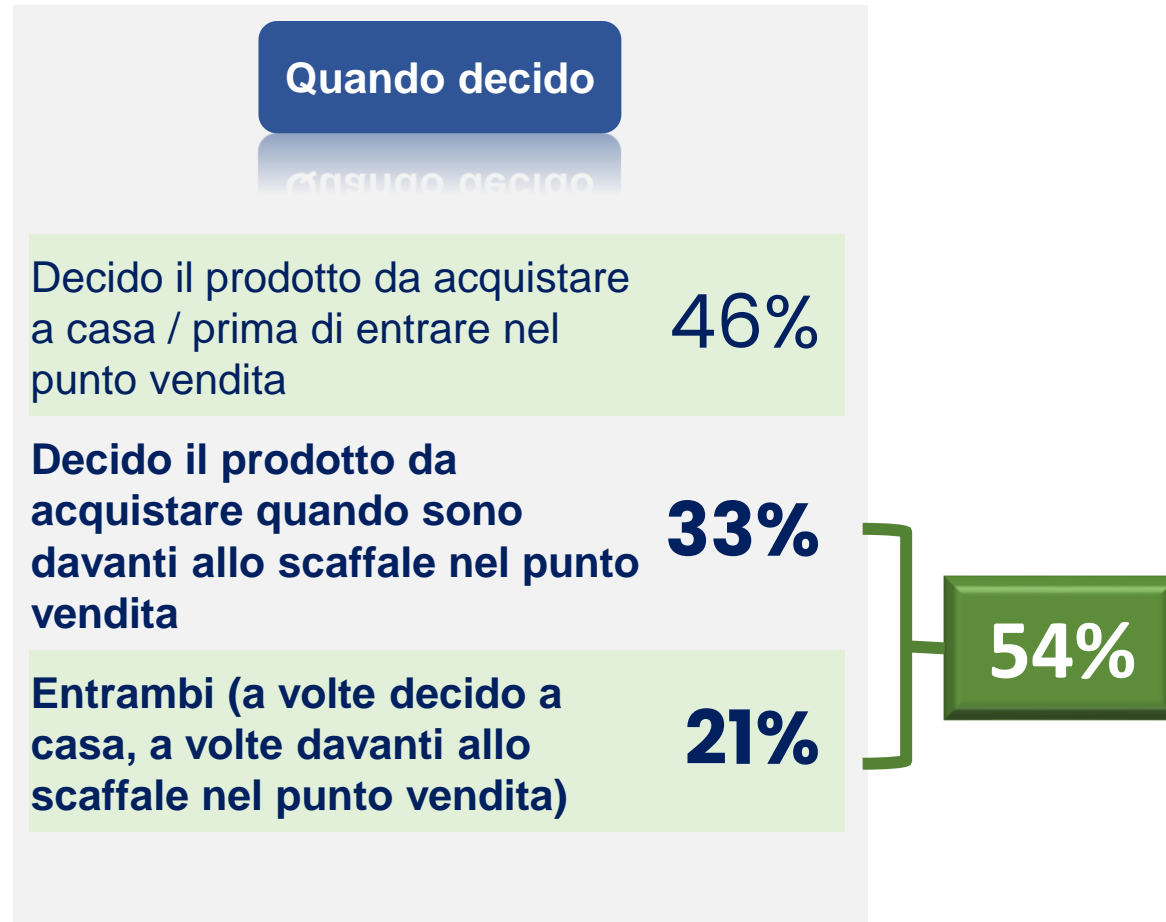 Quando decido
Decido il prodotto da acquistare
a casa / prima di entrare nel
punto vendita
46%
Decido il prodotto da
acquistare quando sono
davanti allo scaffale nel punto
vendita
33%
54%
Entrambi (a volte decido a
casa, a volte davanti allo
scaffale nel punto vendita)
21%